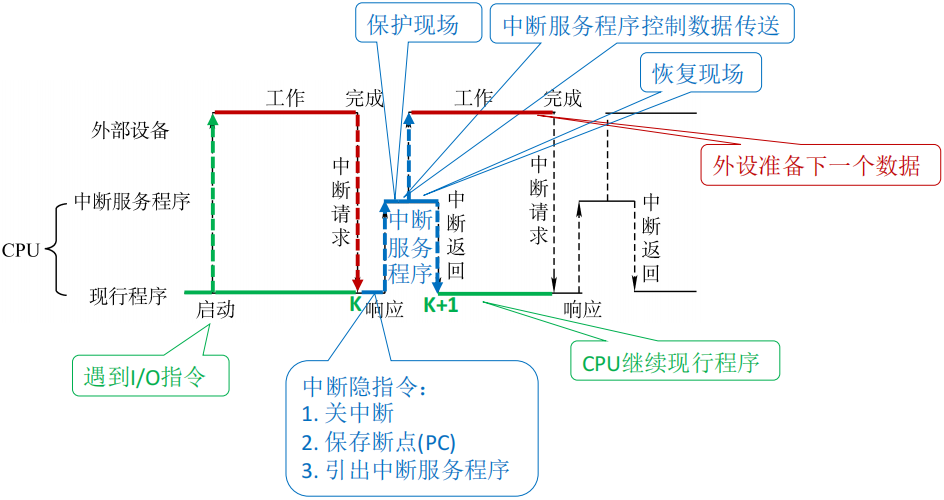 保护现场
中断服务程序控制数据传送
恢复现场
工作
完成
工作
完成
外部设备
外设准备下一个数据
中断请求
中断请求
中断服务程序
中断服务程序
中断返回
中断返回
CPU
现行程序
启动
K
响应
K+1
响应
遇到I/O指令
CPU继续现行程序
中断隐指令：
1. 关中断
2. 保存断点(PC)
3. 引出中断服务程序